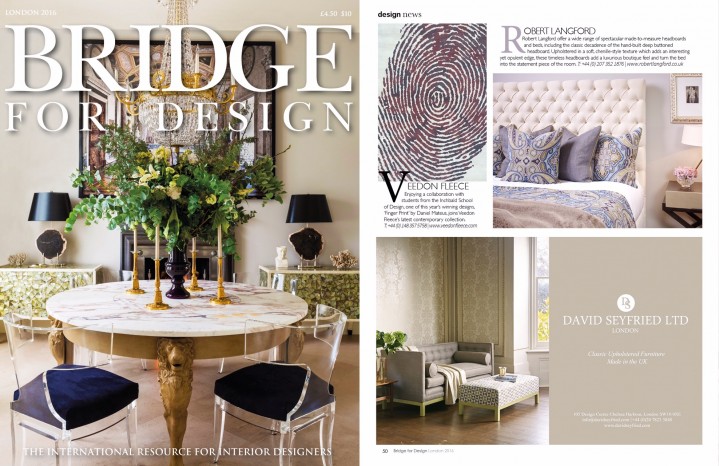 LONDON 2016
£4.50 $10
BRIDGE
FOR DESIGN
THE INTERNATIONAL RESOURCE FOR INTERIOR DESIGNERS
design news
VEEDON FLEECE
Enjoying a collaboration with
students from the Inchbald School
of Design, one of this year's winning designs,
'Finger Print' by Daniel Mateus, joins Veedon
Fleece's latest contemporary collection.
www.veedonfleece.com
ROBERT LANGFORD
Robert Langford offer a wide range of spectacular made-to-measure headboards
and beds, including the classic decadence of the hand-built deep buttoned
headboard. Upholstered in a soft, chenille-style texture which adds an interesting
yet opulent edge, these timeless headboards add a luxurious boutique feel and turn the bed
into the statement piece of the room. T: +44 (0) 207 352 2876 | www.robertlangford.co.uk
DS
DAVID SEYFRIED LTD
LONDON
Classic Upholstered Furniture
Made in the UK
50 Bridge for Design London 2016